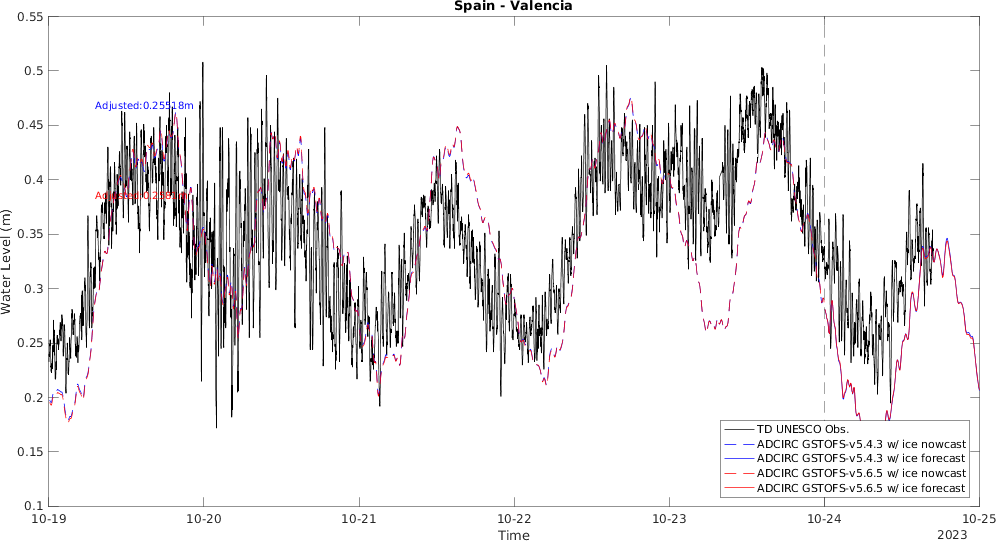 Spain - Valencia
0.55
0.5
0.45
0.4
0.35
0.3
0.25
0.2
0.15
0.1
Water Level (m)
Adjusted:0.25518m
10-19
10-20
10-21
10-22
10-23
10-24
10-25
Time
2023
TD UNESCO Obs.
ADCIRC GSTOFS-v5.4.3 w/ ice nowcast
ADCIRC GSTOFS-v5.4.3 w/ ice forecast
ADCIRC GSTOFS-v5.6.5 w/ ice nowcast
ADCIRC GSTOFS-v5.6.5 w/ ice forecast